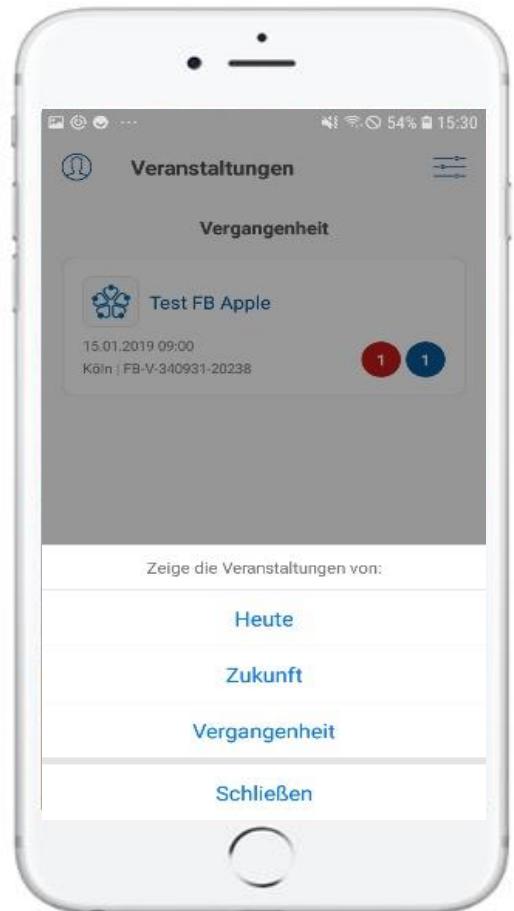 54% 15:30
Veranstaltungen
Vergangenheit
Test FB Apple
15.01.2019 09:00
Köln | FB-V-340931-20238
1 1
Zeige die Veranstaltungen von:
Heute
Zukunft
Vergangenheit
Schließen